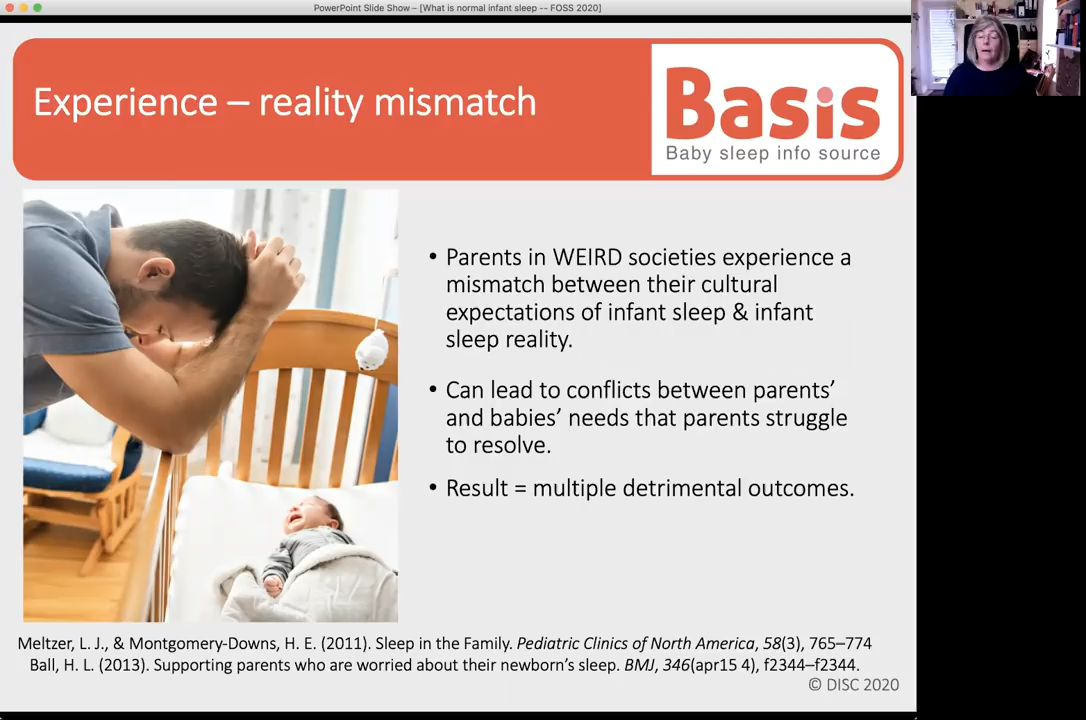 PowerPoint Slide Show – [What is normal infant sleep -- FOSS 2020]
Experience – reality mismatch
Basis
Baby sleep info source
• Parents in WEIRD societies experience a
mismatch between their cultural
expectations of infant sleep & infant
sleep reality.
• Can lead to conflicts between parents’
and babies’ needs that parents struggle
to resolve.
• Result = multiple detrimental outcomes.
Meltzer, L. J., & Montgomery-Downs, H. E. (2011). Sleep in the Family. Pediatric Clinics of North America, 58(3), 765–774
Ball, H. L. (2013). Supporting parents who are worried about their newborn’s sleep. BMJ, 346(apr15 4), f2344–f2344.
© DISC 2020